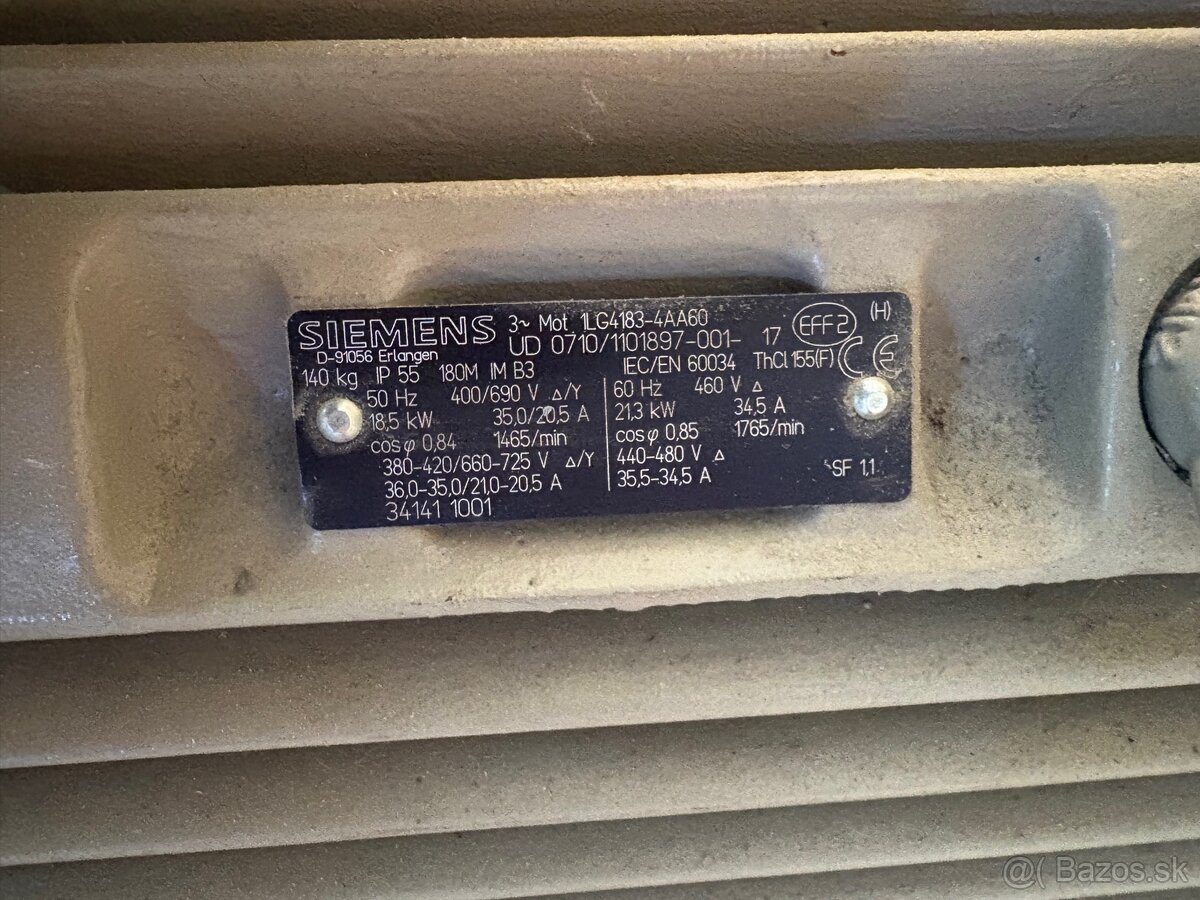 SIEMENS 3~ Mot 1LG4183-4AA60 EFF2 (H)
D-91056 Erlangen UD 0710/1101897-001- 17 CE
140 kg IP 55 180M IM B3 IEC/EN 60034 ThCl 155(F)
50 Hz 400/690 V Δ/Y
18,5 kW 35,0/20,5 A
cos φ 0,84 1465/min
380-420/660-725 V Δ/Y
36,0-35,0/21,0-20,5 A
34141 1001
60 Hz 460 V Δ
21,3 kW 34,5 A
cos φ 0,85 1765/min
440-480 V Δ
35,5-34,5 A
SF 1,1
@( Bazos.sk